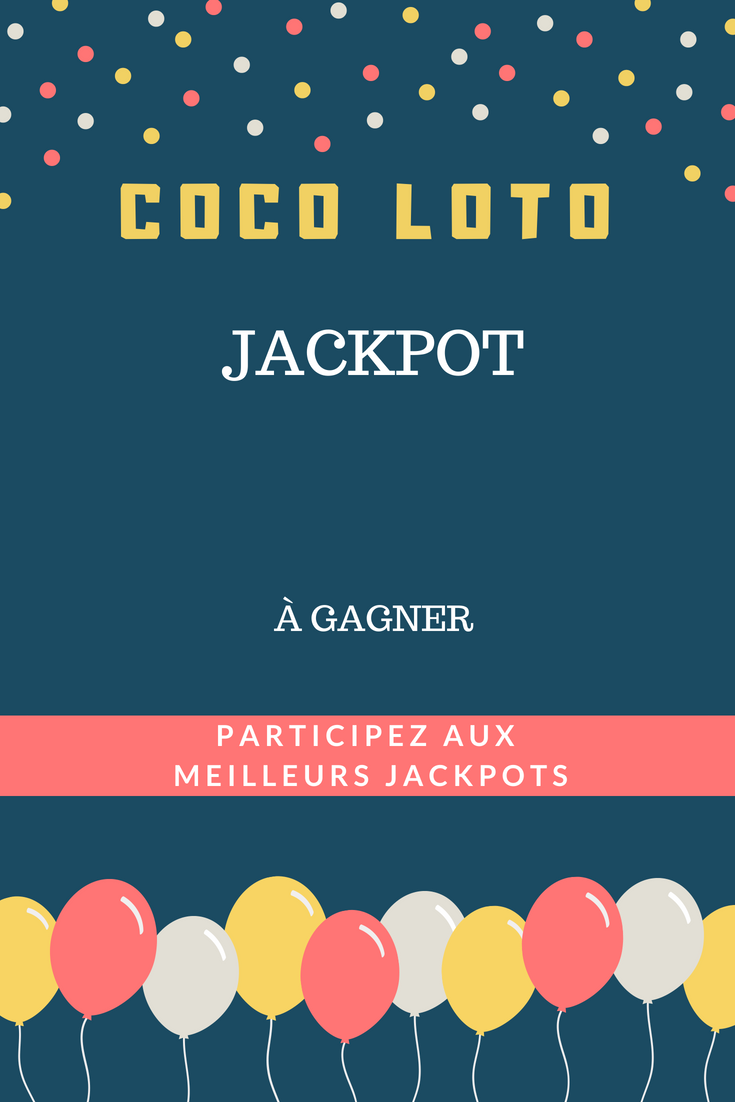 COCO LOTO
JACKPOT
À GAGNER
PARTICIPEZ AUX
MEILLEURS JACKPOTS